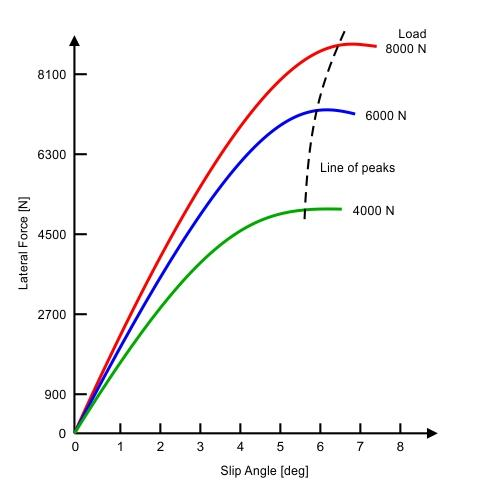 Load
8000 N
8100
6000 N
6300
Line of peaks
4000 N
4500
Lateral Force [N]
2700
900
0
0 1 2 3 4 5 6 7 8
Slip Angle [deg]